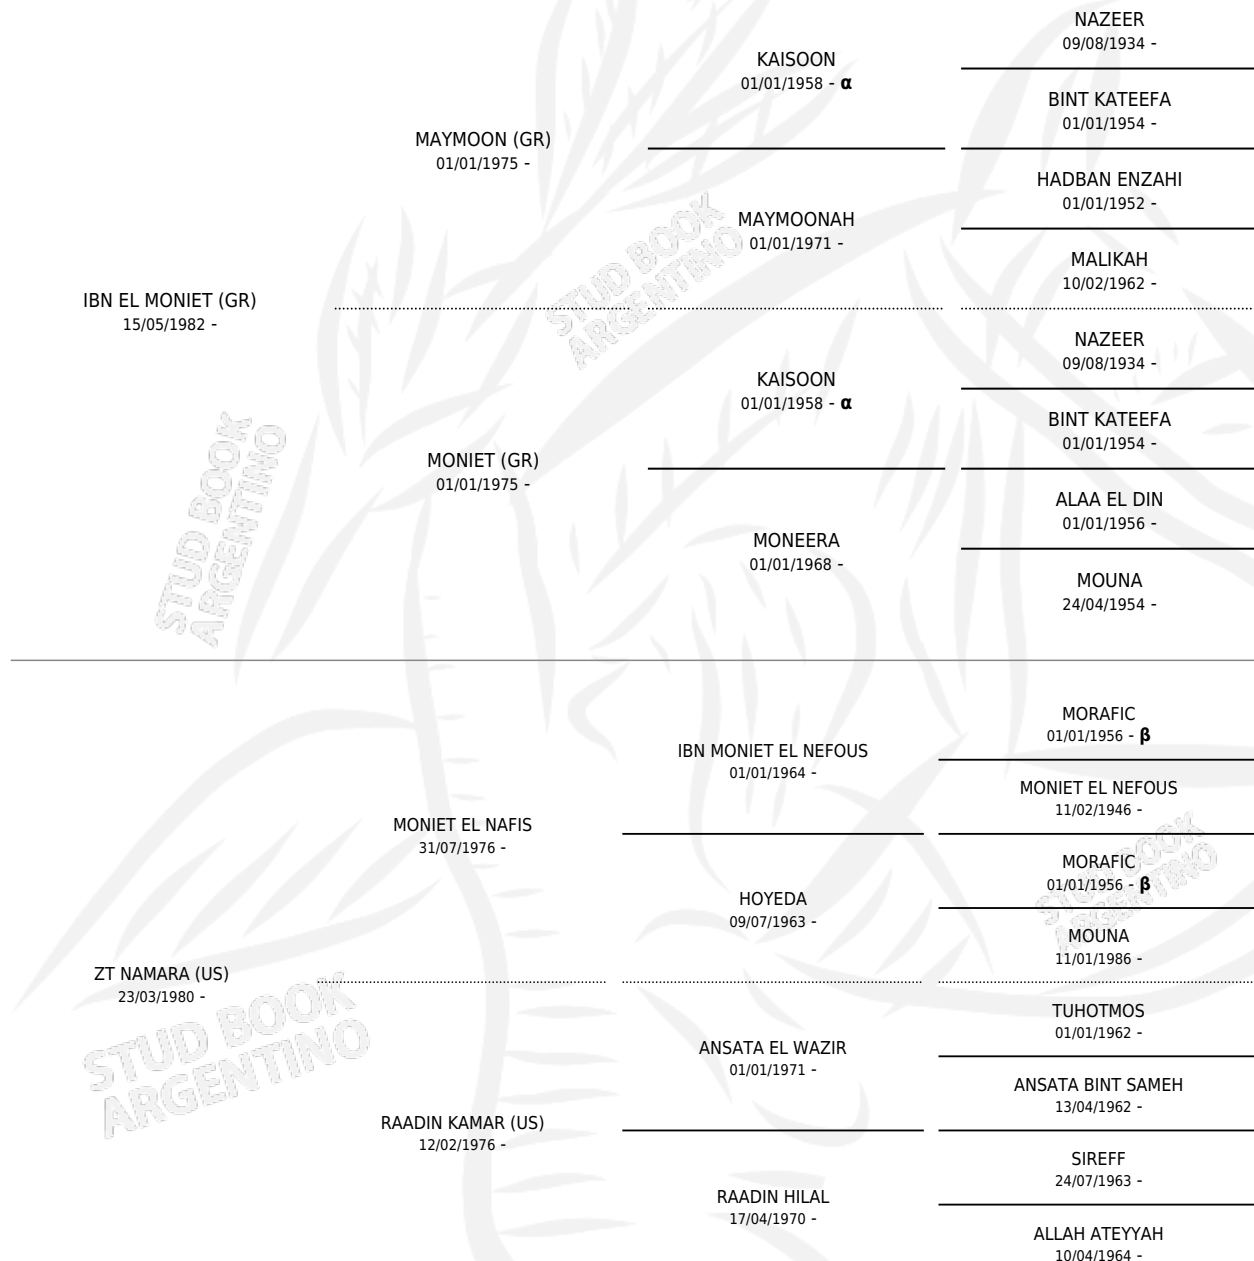 NAZEER
09/08/1934 -
KAISOON
01/01/1958 - α
BINT KATEEFA
01/01/1954 -
MAYMOON (GR)
01/01/1975 -
HADBAN ENZAHI
01/01/1952 -
MAYMOONAH
01/01/1971 -
MALIKAH
10/02/1962 -
IBN EL MONIET (GR)
15/05/1982 -
NAZEER
09/08/1934 -
KAISOON
01/01/1958 - α
BINT KATEEFA
01/01/1954 -
MONIET (GR)
01/01/1975 -
ALAA EL DIN
01/01/1956 -
MONEERA
01/01/1968 -
MOUNA
24/04/1954 -
MORAFIC
01/01/1956 - β
IBN MONIET EL NEFOUS
01/01/1964 -
MONIET EL NEFOUS
11/02/1946 -
MONIET EL NAFIS
31/07/1976 -
MORAFIC
01/01/1956 - β
HOYEDA
09/07/1963 -
MOUNA
11/01/1986 -
ZT NAMARA (US)
23/03/1980 -
TUHOTMOS
01/01/1962 -
ANSATA EL WAZIR
01/01/1971 -
ANSATA BINT SAMEH
13/04/1962 -
RAADIN KAMAR (US)
12/02/1976 -
SIREFF
24/07/1963 -
RAADIN HILAL
17/04/1970 -
ALLAH ATEYYAH
10/04/1964 -
STUD BOOK
ARGENTINO
STUD BOOK
ARGENTINO
STUD BOOK
ARGENTINO
STUD BOOK
ARGENTINO